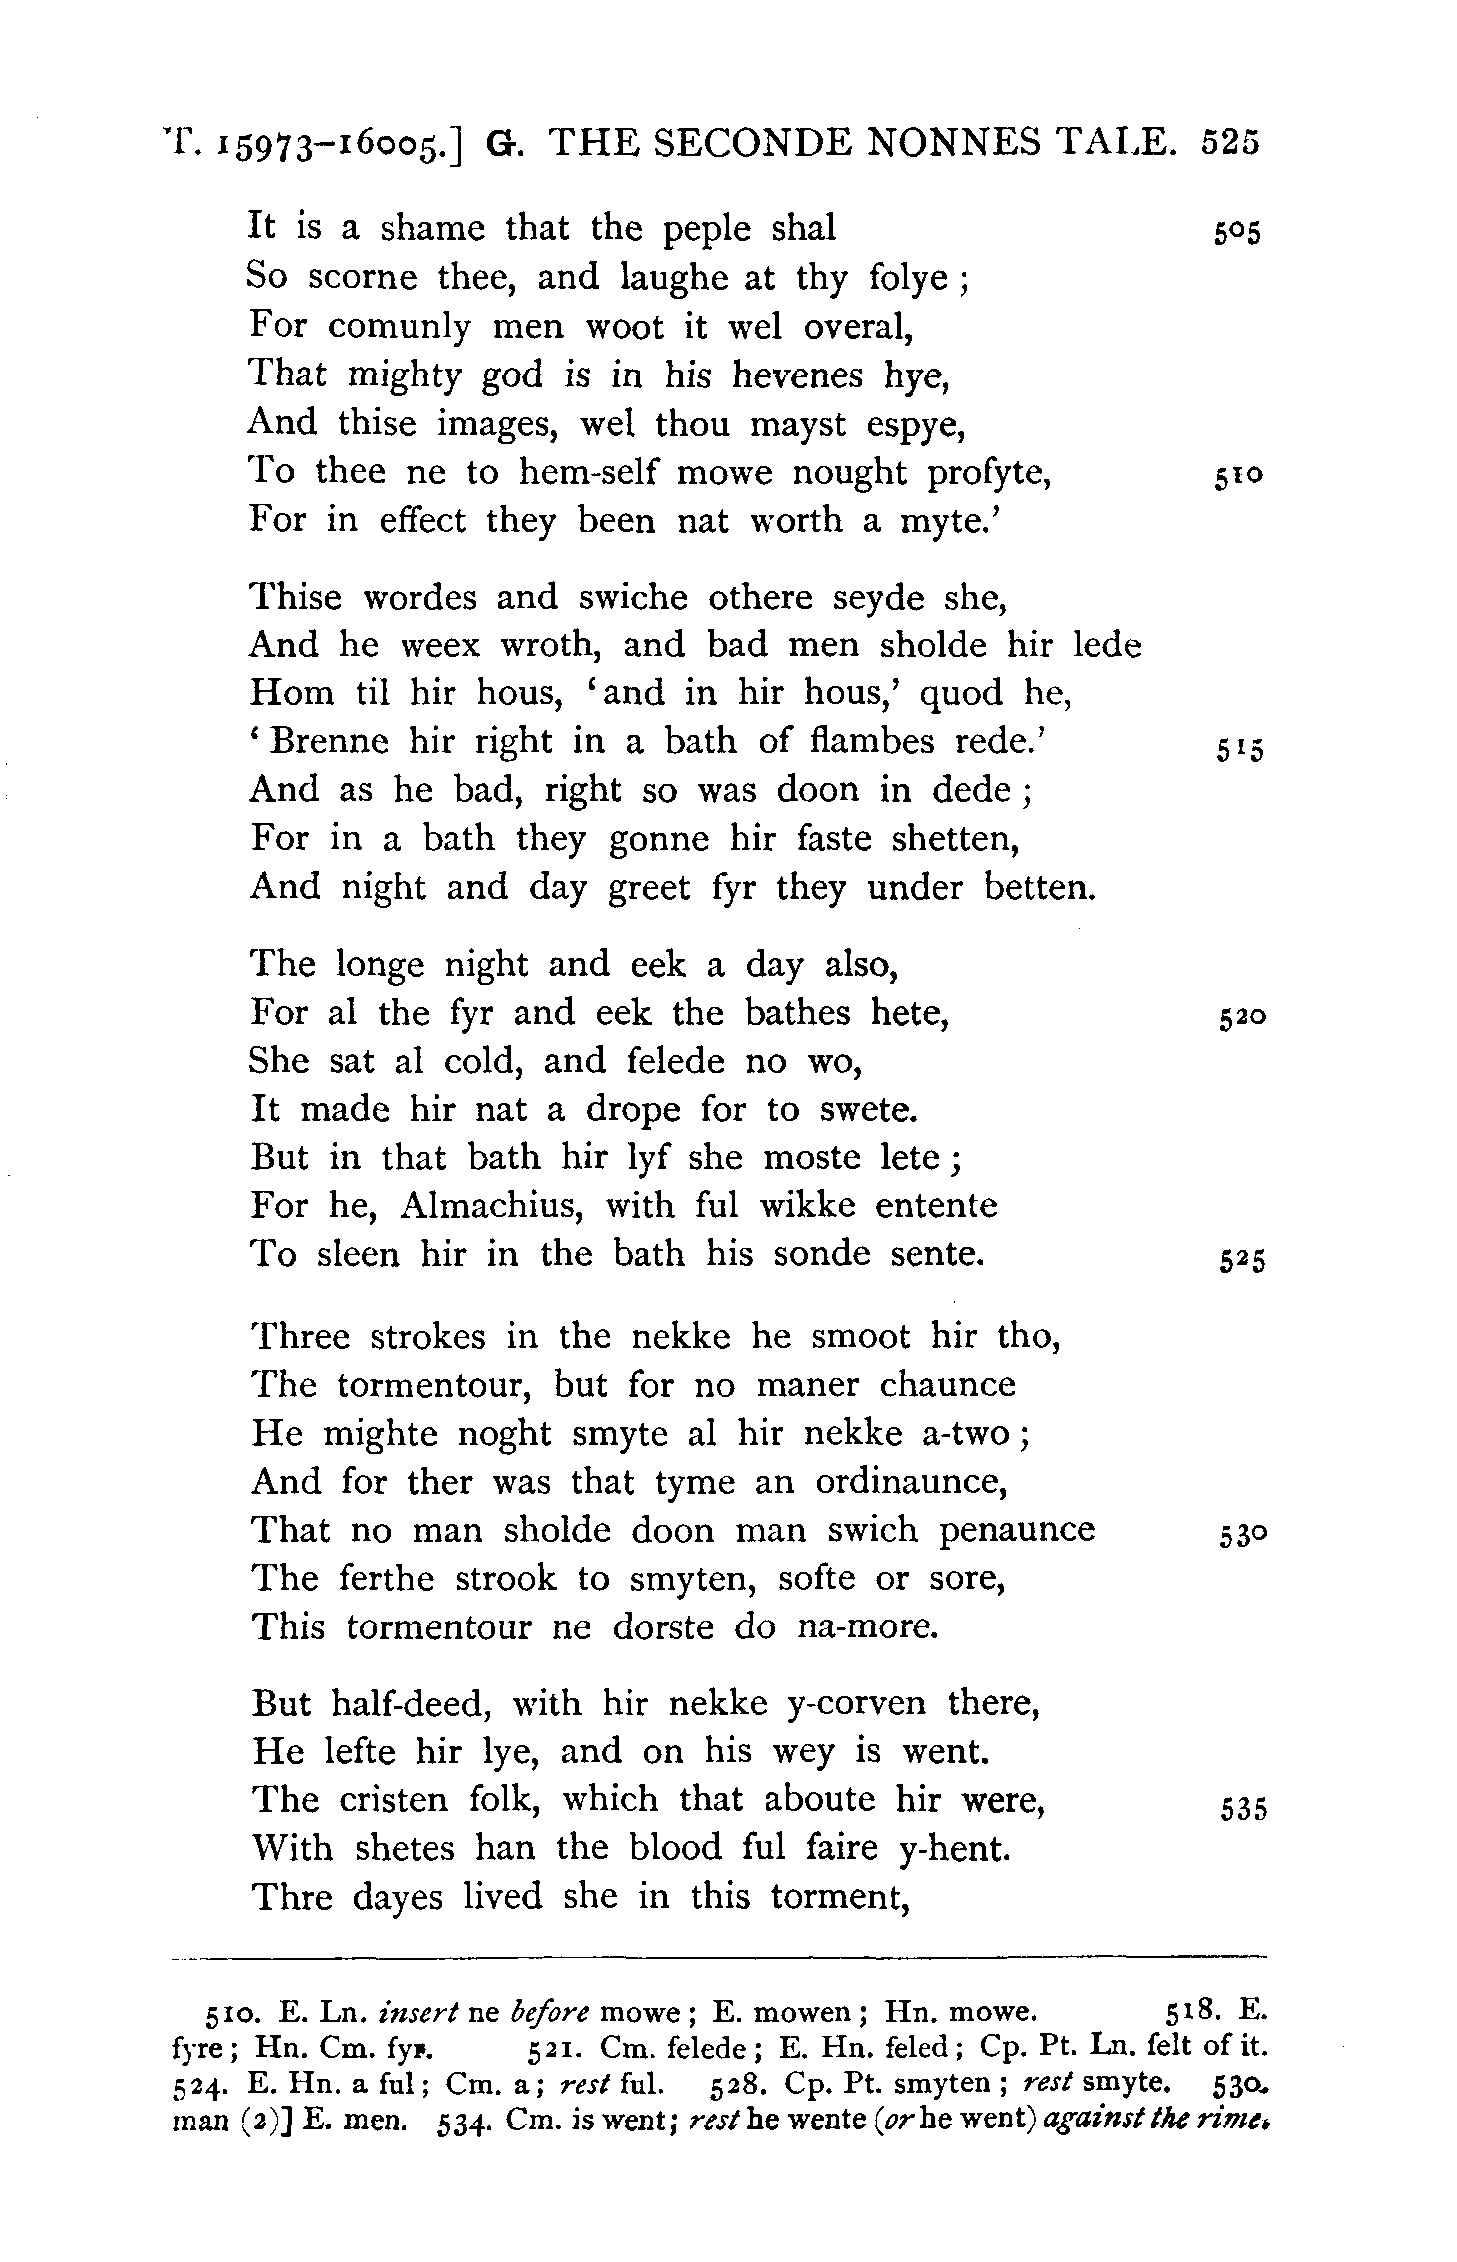 T. 15973–16005.] G. THE SECONDE NONNES TALE. 525
It is a shame that the peple shal 505
So scorne thee, and laughe at thy folye ;
For comunly men woot it wel overal,
That mighty god is in his hevenes hye,
And thise images, wel thou mayst espye,
To thee ne to hem-self mowe nought profyte, 510
For in effect they been nat worth a myte.’
Thise wordes and swiche othere seyde she,
And he weex wroth, and bad men sholde hir lede
Hom til hir hous, ‘and in hir hous,’ quod he,
‘Brenne hir right in a bath of flambes rede.’ 515
And as he bad, right so was doon in dede ;
For in a bath they gonne hir faste shetten,
And night and day greet fyr they under betten.
The longe night and eek a day also,
For al the fyr and eek the bathes hete, 520
She sat al cold, and felede no wo,
It made hir nat a drope for to swete.
But in that bath hir lyf she moste lete ;
For he, Almachius, with ful wikke entente
To sleen hir in the bath his sonde sente. 525
Three strokes in the nekke he smoot hir tho,
The tormentour, but for no maner chaunce
He mighte noght smyte al hir nekke a-two ;
And for ther was that tyme an ordinaunce,
That no man sholde doon man swich penaunce 530
The ferthe strook to smyten, softe or sore,
This tormentour ne dorste do na-more.
But half-deed, with hir nekke y-corven there,
He lefte hir lye, and on his wey is went.
The cristen folk, which that aboute hir were, 535
With shetes han the blood ful faire y-hent.
Thre dayes lived she in this torment,
510. E. Ln. insert ne before mowe ; E. mowen ; Hn. mowe. 518. E.
fyre ; Hn. Cm. fyr. 521. Cm. felede ; E. Hn. feled ; Cp. Pt. Ln. felt of it.
524. E. Hn. a ful ; Cm. a ; rest ful. 528. Cp. Pt. smyten ; rest smyte. 530.
man (2)] E. men. 534. Cm. is went ; rest he wente (or he went) against the rime.